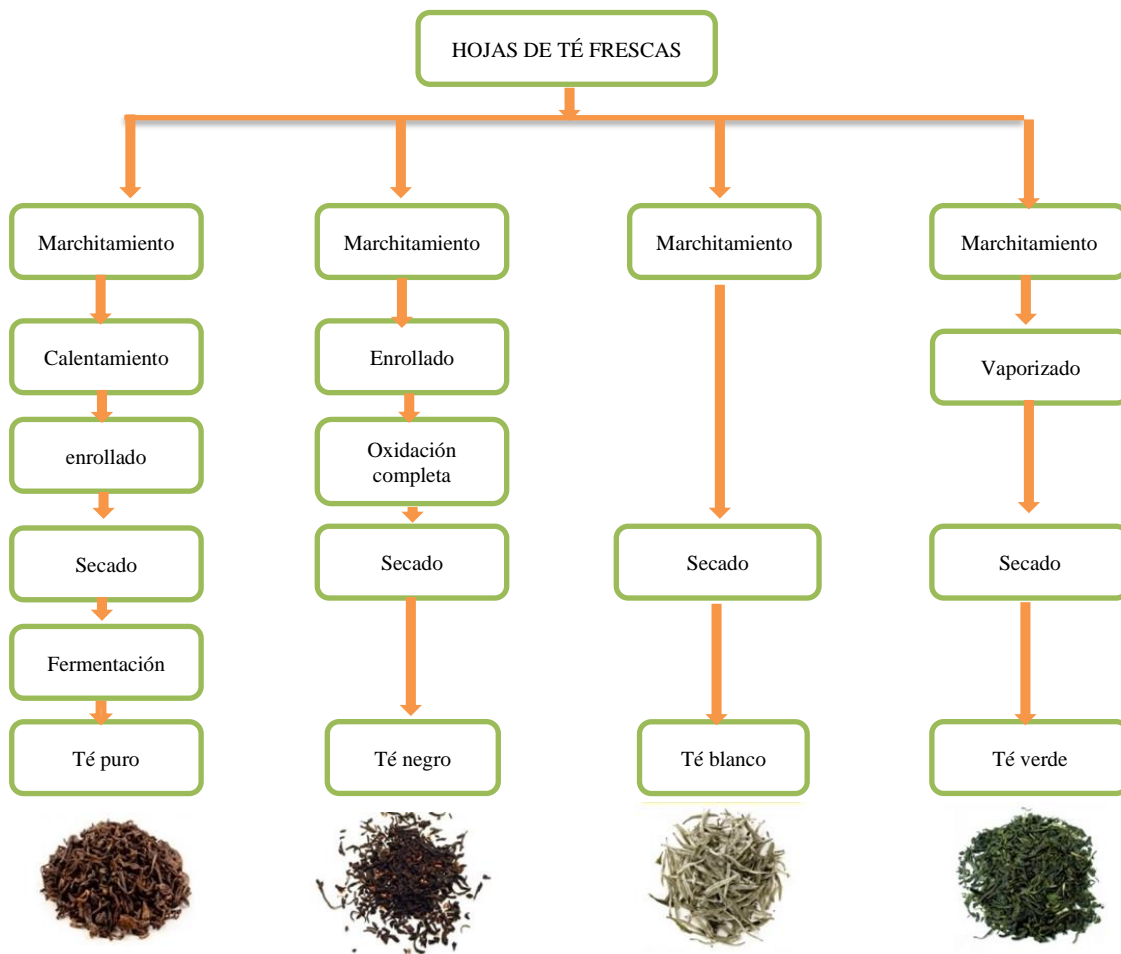 HOJAS DE TÉ FRESCAS
Marchitamiento
Marchitamiento
Marchitamiento
Marchitamiento
Calentamiento
Enrollado
Vaporizado
enrollado
Oxidación
completa
Secado
Secado
Secado
Secado
Fermentación
Té puro
Té negro
Té blanco
Té verde